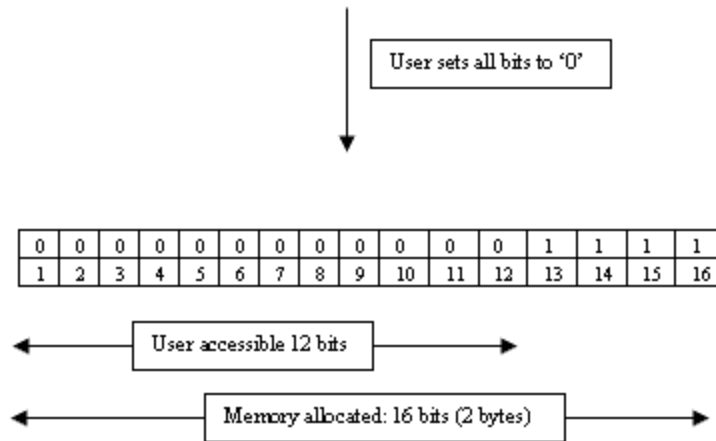 User sets all bits to ‘0’
0 0 0 0 0 0 0 0 0 0 0 0 1 1 1 1
1 2 3 4 5 6 7 8 9 10 11 12 13 14 15 16
User accessible 12 bits
Memory allocated: 16 bits (2 bytes)